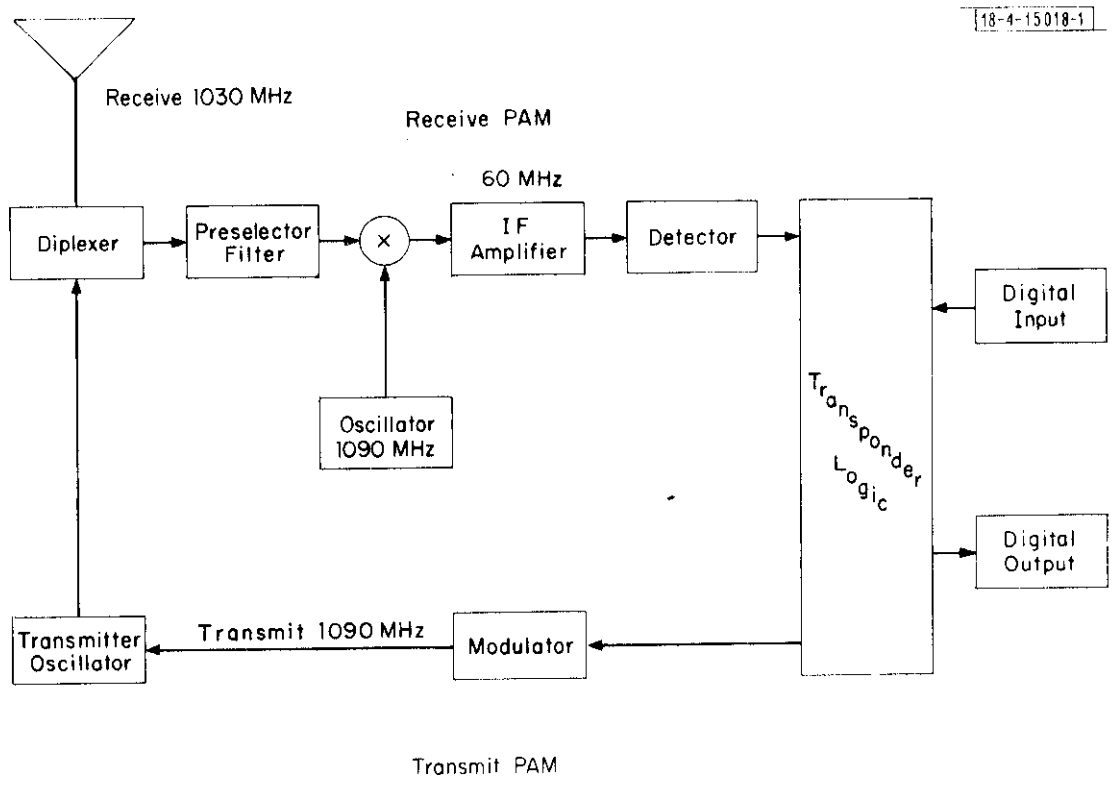 18-4-15018-1
Receive 1030 MHz
Receive PAM
60 MHz
Diplexer
Preselector
Filter
×
IF
Amplifier
Detector
Digital
Input
Oscillator
1090 MHz
Transponder
Logic
Digital
Output
Transmitter
Oscillator
Transmit 1090 MHz
Modulator
Transmit PAM